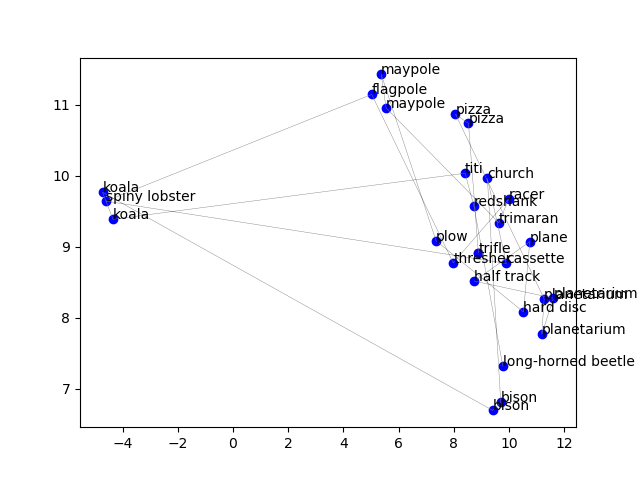 maypole
flagpole
maypole
pizza
pizza
11
titi
church
10
koala
spiny lobster
racer
redshank
koala
trimaran
plow
plane
9
trifle
thresher
cassette
half track
planetarium
planetarium
hard disc
8
planetarium
long-horned beetle
7
bison
bison
−4
−2
0
2
4
6
8
10
12